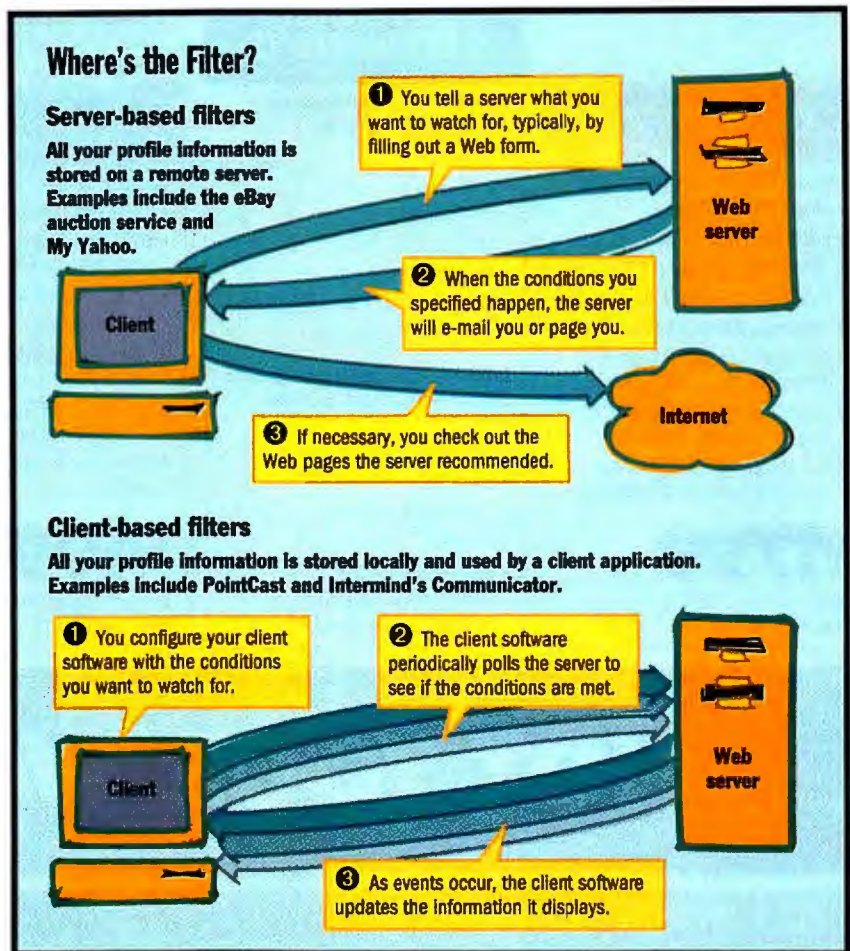 Where's the Filter?
Server-based filters
All your profile information is
stored on a remote server.
Examples include the eBay
auction service and
My Yahoo.
❶ You tell a server what you
want to watch for, typically, by
filling out a Web form.
Web
server
❷ When the conditions you
specified happen, the server
will e-mail you or page you.
Client
Internet
❸ If necessary, you check out the
Web pages the server recommended.
Client-based filters
All your profile information is stored locally and used by a client application.
Examples include PointCast and Intermind's Communicator.
❶ You configure your client
software with the conditions
you want to watch for.
❷ The client software
periodically polls the server to
see if the conditions are met.
Client
Web
server
❸ As events occur, the client software
updates the information it displays.